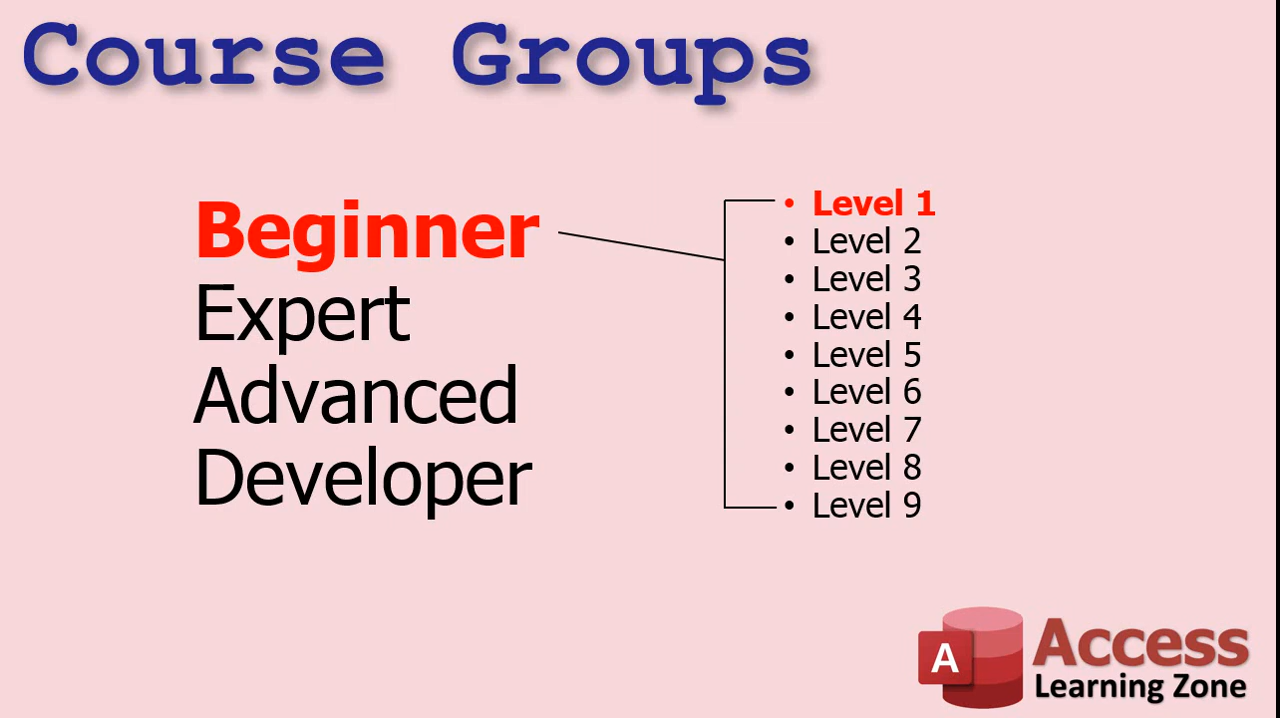 Course Groups
Beginner
Expert
Advanced
Developer
• Level 1
• Level 2
• Level 3
• Level 4
• Level 5
• Level 6
• Level 7
• Level 8
• Level 9
A
Access
Learning Zone